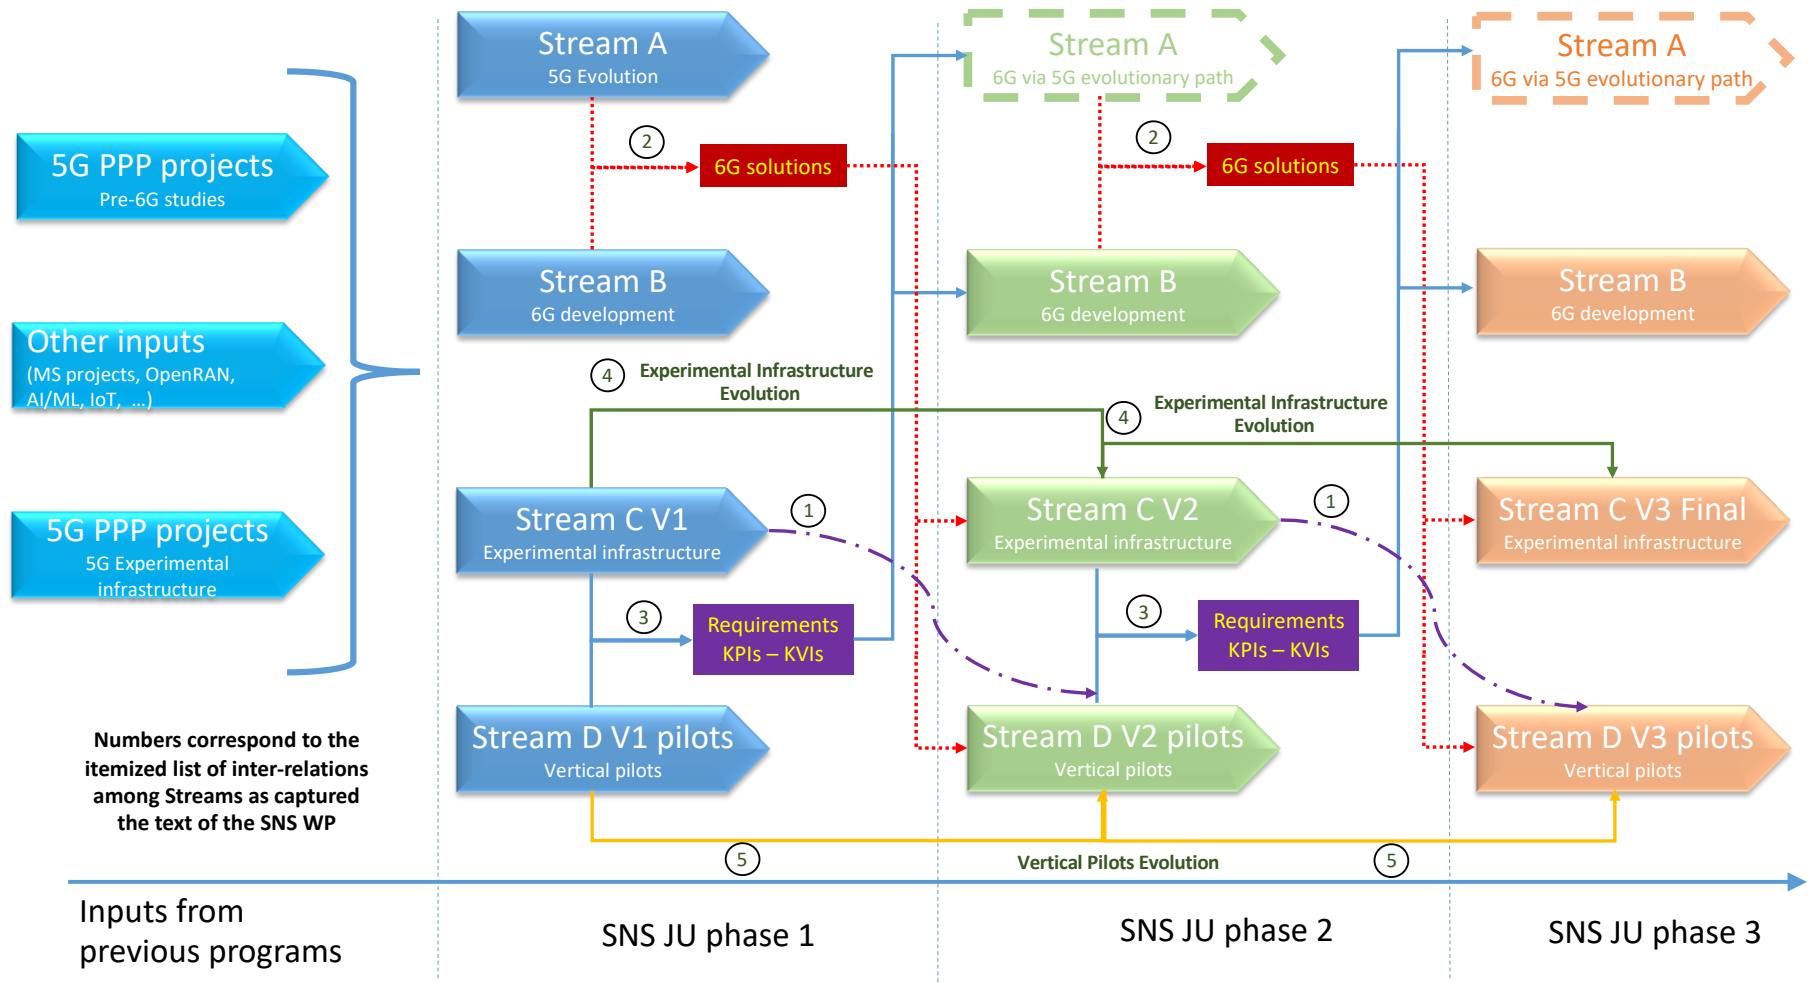 5G PPP projects
Pre-6G studies
Other inputs
(MS projects, OpenRAN,
AI/ML, IoT, ...)
5G PPP projects
5G Experimental
infrastructure
Numbers correspond to the
itemized list of inter-relations
among Streams as captured
the text of the SNS WP
Stream A
5G Evolution
2
6G solutions
Stream B
6G development
4
Experimental Infrastructure
Evolution
Stream C V1
Experimental infrastructure
1
3
Requirements
KPIs – KVIs
Stream D V1 pilots
Vertical pilots
5
Stream A
6G via 5G evolutionary path
2
6G solutions
Stream B
6G development
4
Experimental Infrastructure
Evolution
Stream C V2
Experimental infrastructure
1
3
Requirements
KPIs – KVIs
Stream D V2 pilots
Vertical pilots
Vertical Pilots Evolution
5
Stream A
6G via 5G evolutionary path
Stream B
6G development
Stream C V3 Final
Experimental infrastructure
Stream D V3 pilots
Vertical pilots
Inputs from
previous programs
SNS JU phase 1
SNS JU phase 2
SNS JU phase 3